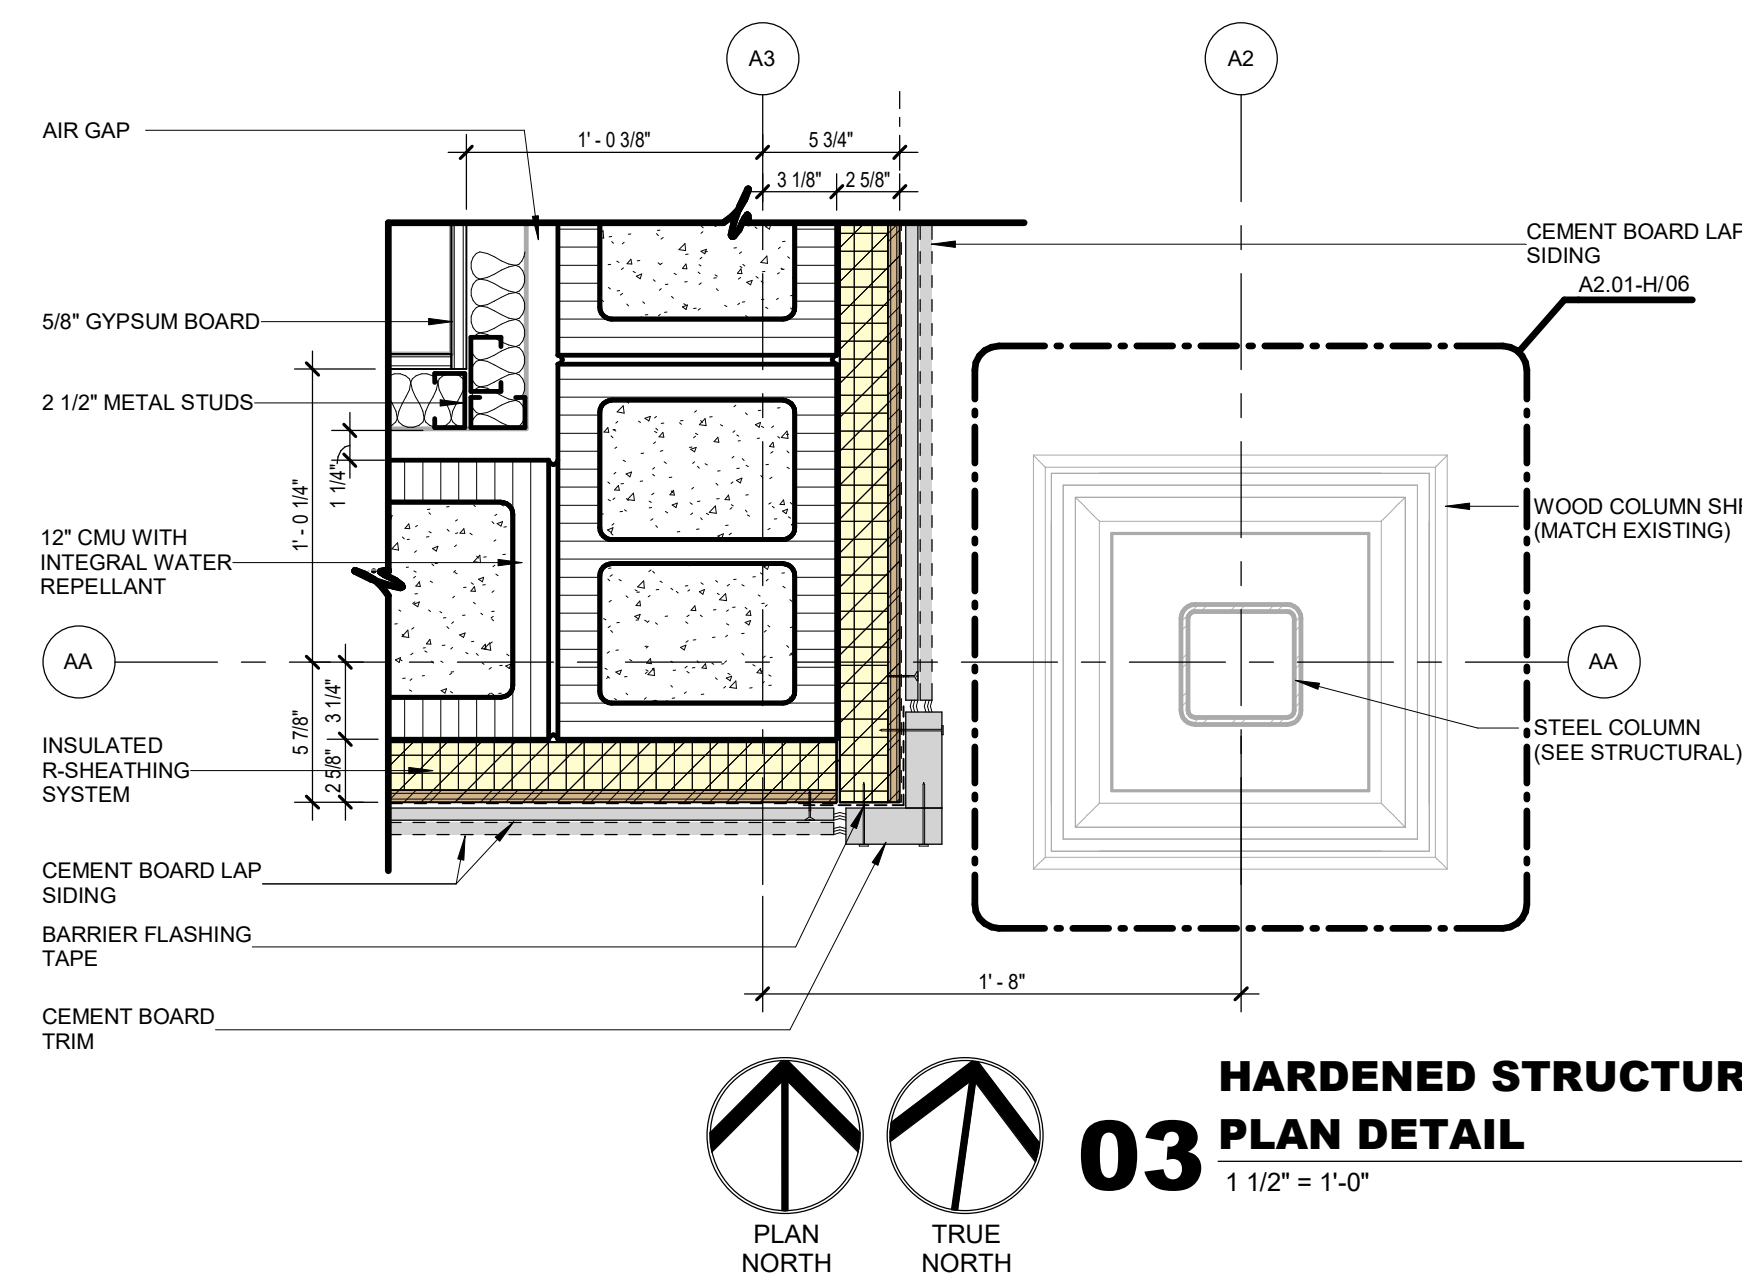 A3
A2
AIR GAP
1' - 0 3/8"
5 3/4"
3 1/8"
2 5/8"
CEMENT BOARD LAP
SIDING
A2.01-H/06
5/8" GYPSUM BOARD
2 1/2" METAL STUDS
1 1/4"
1' - 0 1/4"
12" CMU WITH
INTEGRAL WATER
REPELLANT
WOOD COLUMN
(MATCH EXISTING)
AA
AA
3 1/4"
5 7/8"
2 5/8"
STEEL COLUMN
(SEE STRUCTURAL)
INSULATED
R-SHEATHING
SYSTEM
CEMENT BOARD LAP
SIDING
BARRIER FLASHING
TAPE
1' - 8"
CEMENT BOARD
TRIM
PLAN
NORTH
TRUE
NORTH
03
HARDENED STRUCTUR
PLAN DETAIL
1 1/2" = 1'-0"